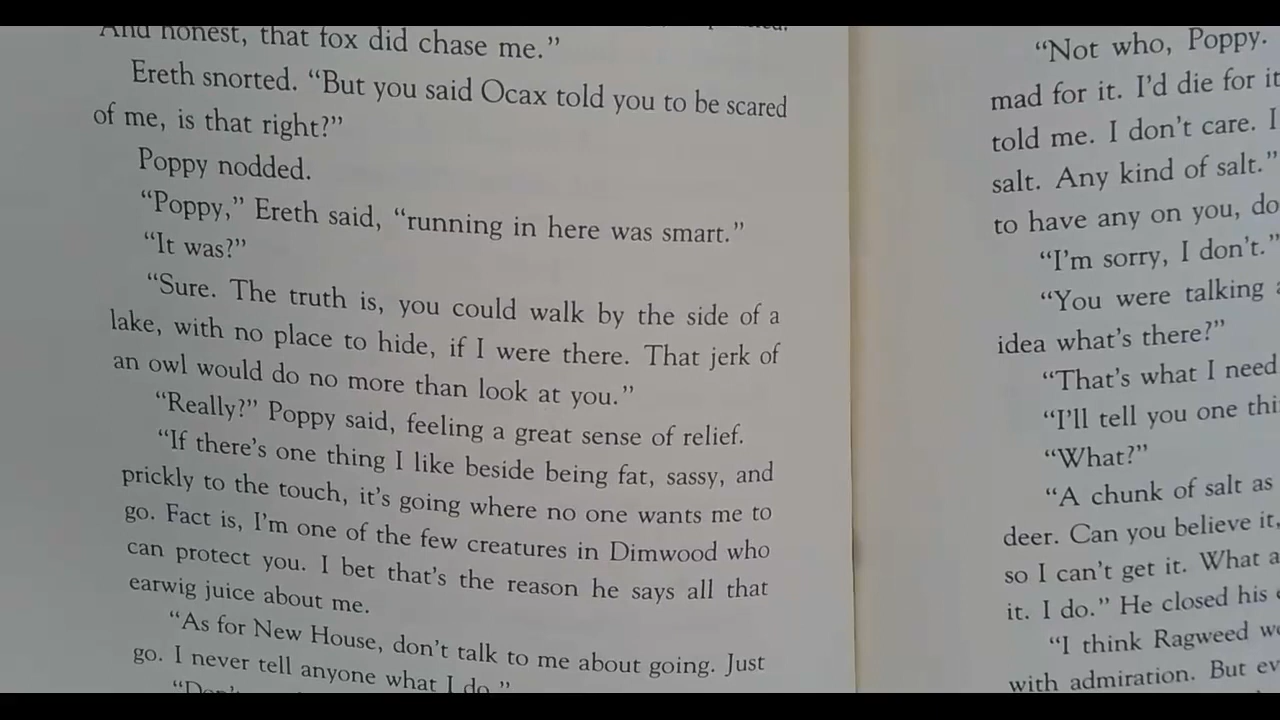 And honest, that fox did chase me.”
Ereth snorted. “But you said Ocax told you to be scared
of me, is that right?”
Poppy nodded.
“Poppy,” Ereth said, “running in here was smart.”
“It was?”
“Sure. The truth is, you could walk by the side of a
lake, with no place to hide, if I were there. That jerk of
an owl would do no more than look at you.”
“Really?” Poppy said, feeling a great sense of relief.
“If there’s one thing I like beside being fat, sassy, and
prickly to the touch, it’s going where no one wants me to
go. Fact is, I’m one of the few creatures in Dimwood who
can protect you. I bet that’s the reason he says all that
earwig juice about me.
“As for New House, don’t talk to me about going. Just
go. I never tell anyone what I do.”
“Not who, Poppy.
mad for it. I’d die for it
told me. I don’t care. I
salt. Any kind of salt.”
to have any on you, do
“I’m sorry, I don’t.”
“You were talking
idea what’s there?”
“That’s what I need
“I’ll tell you one
“What?”
“A chunk of salt as
deer. Can you believe it,
so I can’t get it. What a
it. I do.” He closed his
“I think Ragweed
with admiration. But